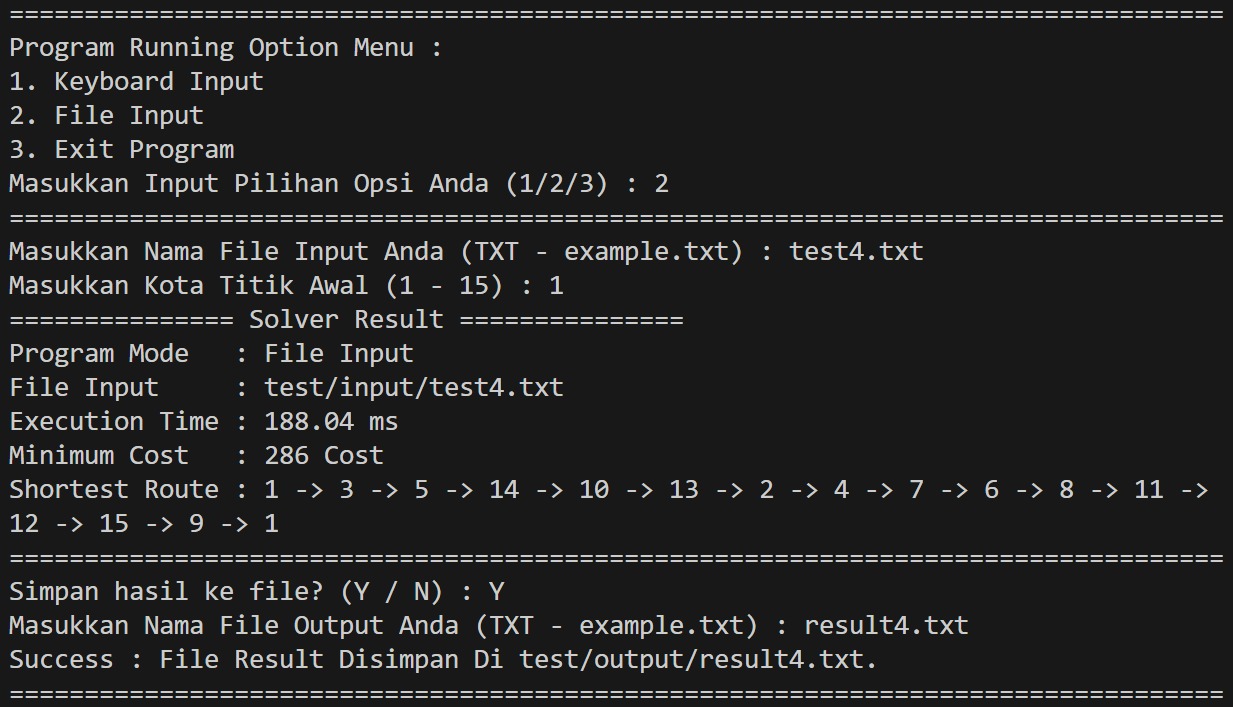 =================================================================================
Program Running Option Menu :
1. Keyboard Input
2. File Input
3. Exit Program
Masukkan Input Pilihan Opsi Anda (1/2/3) : 2
=================================================================================
Masukkan Nama File Input Anda (TXT - example.txt) : test4.txt
Masukkan Kota Titik Awal (1 - 15) : 1
=============== Solver Result ===============
Program Mode   : File Input
File Input     : test/input/test4.txt
Execution Time : 188.04 ms
Minimum Cost   : 286 Cost
Shortest Route : 1 -> 3 -> 5 -> 14 -> 10 -> 13 -> 2 -> 4 -> 7 -> 6 -> 8 -> 11 ->
12 -> 15 -> 9 -> 1
=================================================================================
Simpan hasil ke file? (Y / N) : Y
Masukkan Nama File Output Anda (TXT - example.txt) : result4.txt
Success : File Result Disimpan Di test/output/result4.txt.
=================================================================================